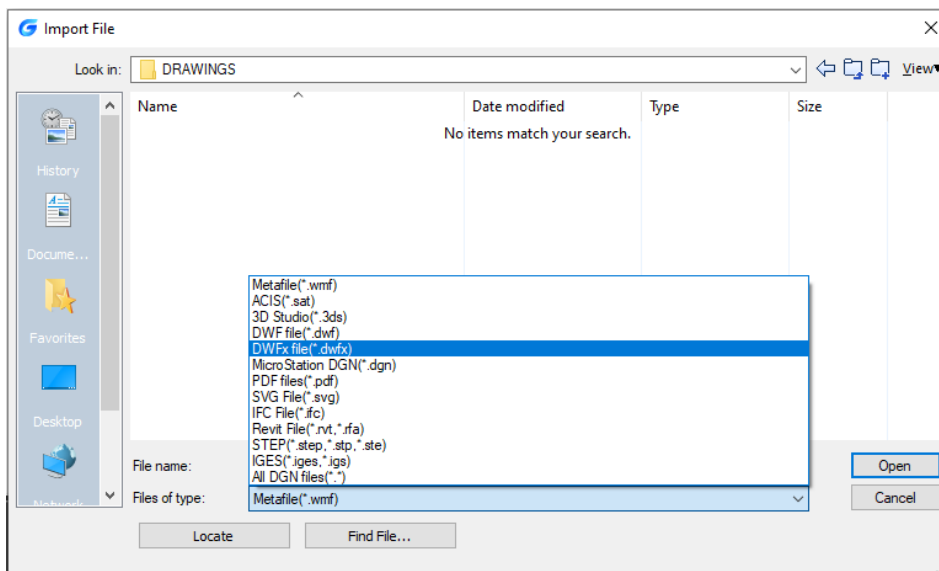 Import File
Look in: DRAWINGS View
Name Date modified Type Size
No items match your search.
History
Docume...
Favorites
Desktop
Network
Metafile(*.wmf)
ACIS(*.sat)
3D Studio(*.3ds)
DWF file(*.dwf)
DWFx file(*.dwfx)
MicroStation DGN(*.dgn)
PDF files(*.pdf)
SVG File(*.svg)
IFC File(*.ifc)
Revit File(*.rvt,*.rfa)
STEP(*.step,*.stp,*.ste)
IGES(*.iges,*.igs)
All DGN files(*.*)
File name: Open
Files of type: Metafile(*.wmf) Cancel
Locate Find File...